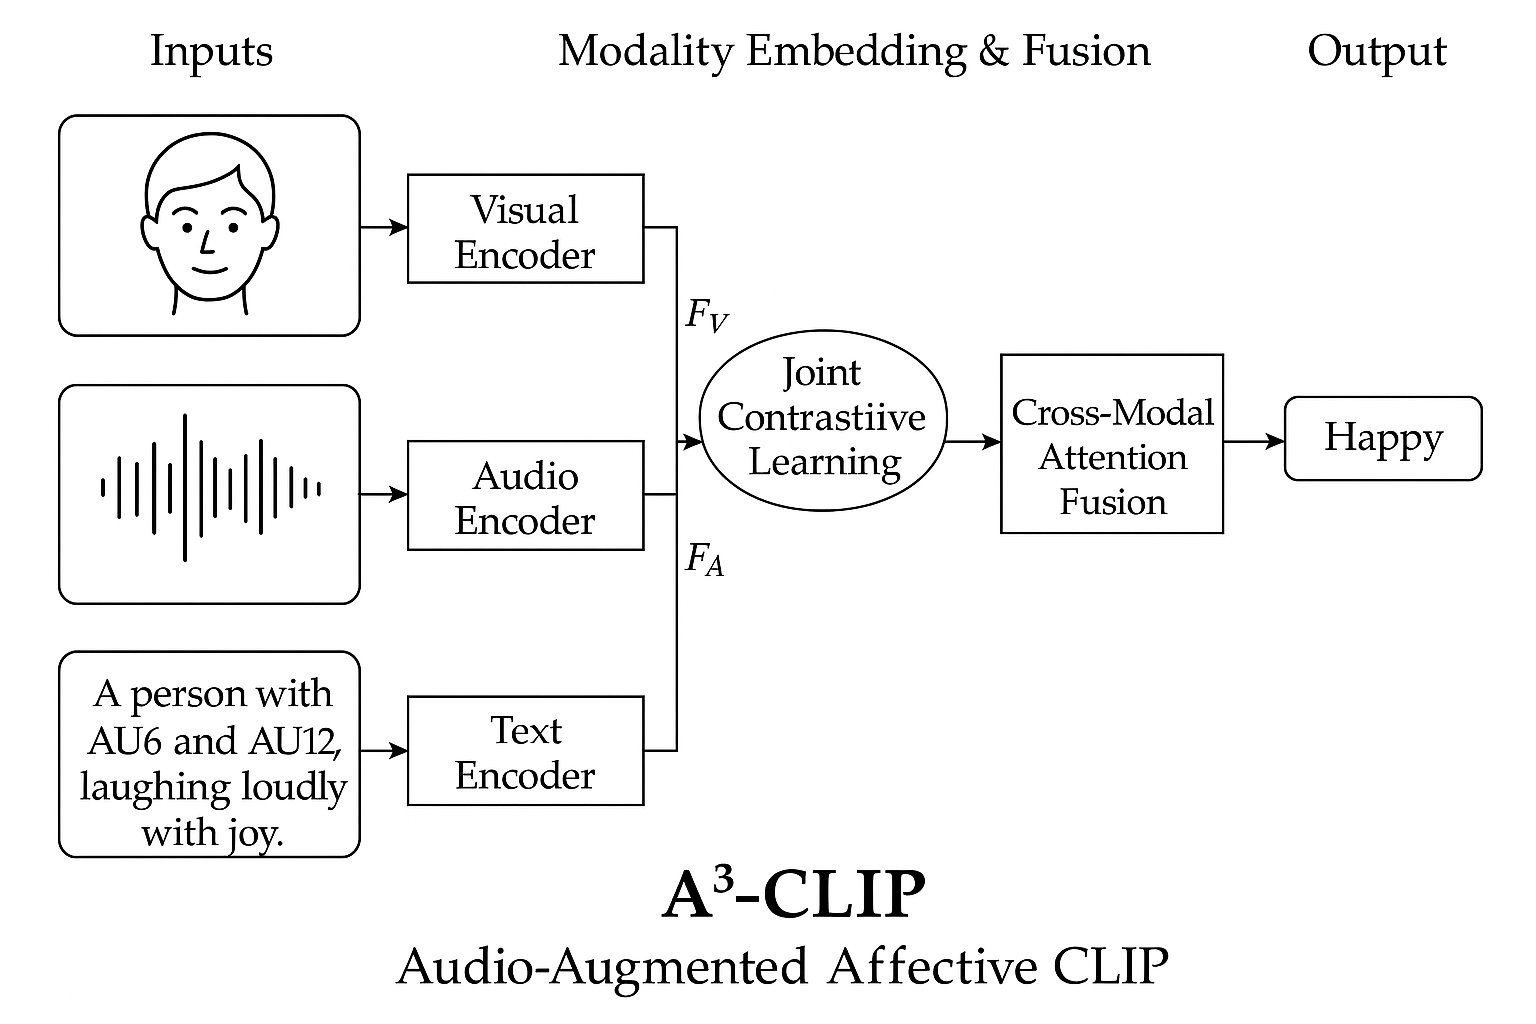 Inputs
Modality Embedding & Fusion
Output
Visual
Encoder
F_V
Joint
Contrastiive
Learning
Cross-Modal
Attention
Fusion
Happy
Audio
Encoder
F_A
A person with
AU6 and AU12,
laughing loudly
with joy.
Text
Encoder
A³-CLIP
Audio-Augmented Affective CLIP